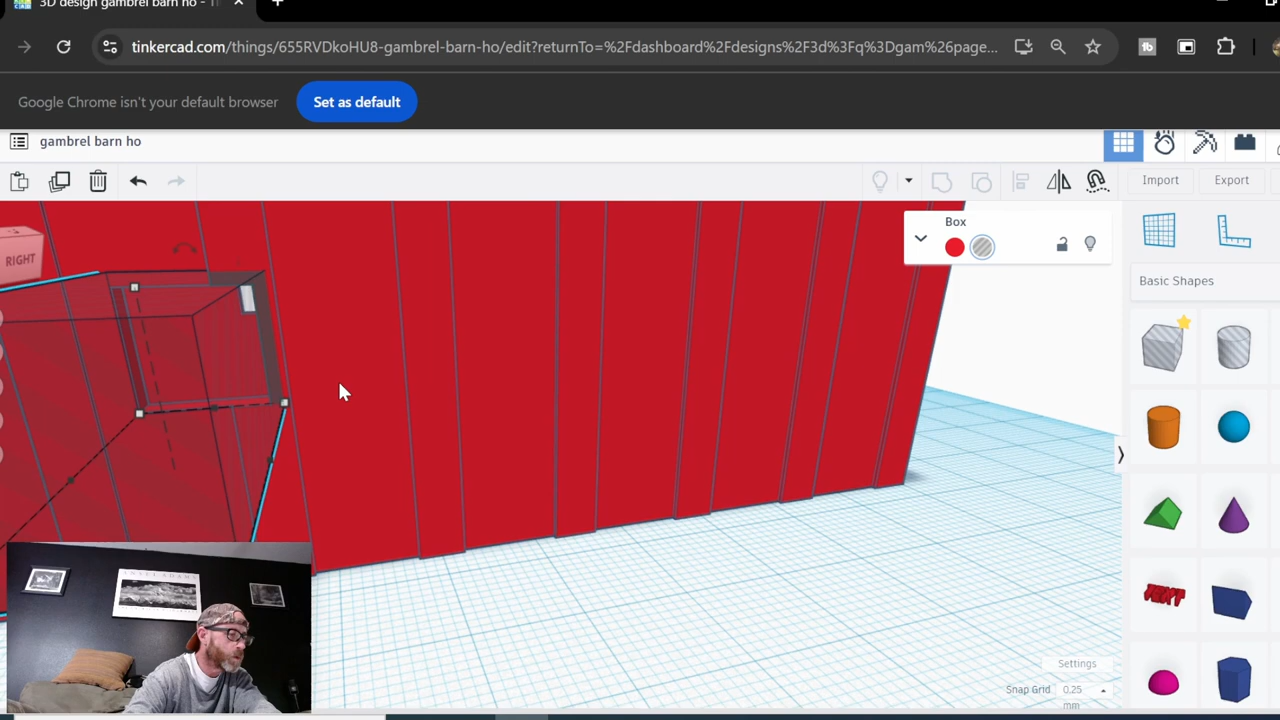 3D design gambrel barn ho - Ti
tinkercad.com/things/655RVDkoHU8-gambrel-barn-ho/edit?returnTo=%2Fdashboard%2Fdesigns%2F3d%3Fq%3Dgam%26page...
Google Chrome isn't your default browser
Set as default
gambrel barn ho
Import
Export
Box
RIGHT
Basic Shapes
TEXT
Settings
Snap Grid
0.25
mm